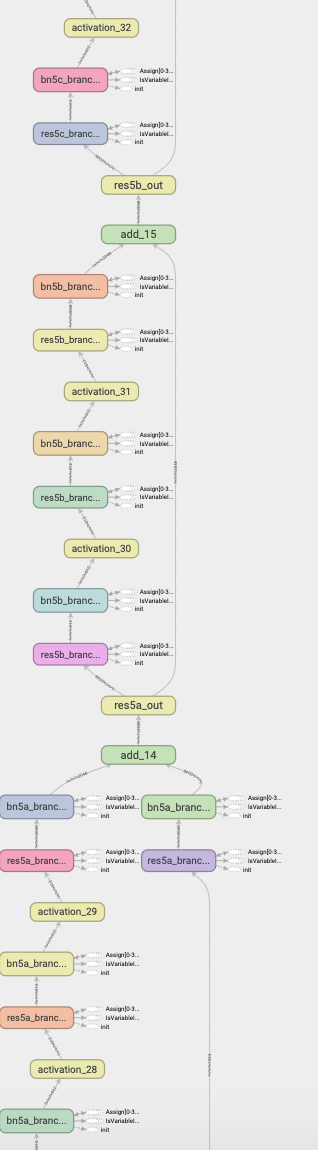 activation_32
bn5c_branc...
Assign[0-3...
IsVariableI...
init
res5c_branc...
Assign[0-3...
IsVariableI...
init
res5b_out
add_15
bn5b_branc...
Assign[0-3...
IsVariableI...
init
res5b_branc...
Assign[0-3...
IsVariableI...
init
activation_31
bn5b_branc...
Assign[0-3...
IsVariableI...
init
res5b_branc...
Assign[0-3...
IsVariableI...
init
activation_30
bn5b_branc...
Assign[0-3...
IsVariableI...
init
res5b_branc...
Assign[0-3...
IsVariableI...
init
res5a_out
add_14
bn5a_branc...
Assign[0-3...
IsVariableI...
init
bn5a_branc...
Assign[0-3...
IsVariableI...
init
res5a_branc...
Assign[0-3...
IsVariableI...
init
res5a_branc...
Assign[0-3...
IsVariableI...
init
activation_29
bn5a_branc...
Assign[0-3...
IsVariableI...
init
res5a_branc...
Assign[0-3...
IsVariableI...
init
activation_28
bn5a_branc...
Assign[0-3...
IsVariableI...
init